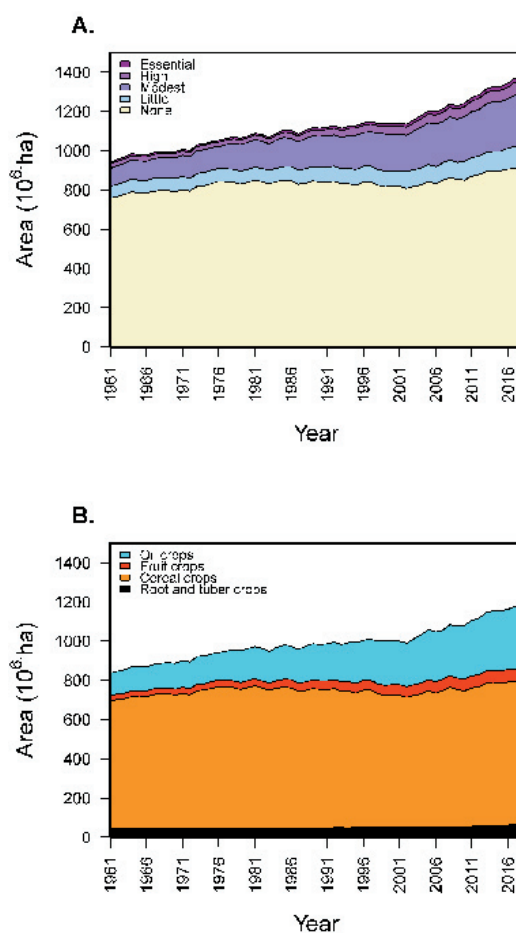 A.
Essential
High
Modest
Little
None
1400
1200
1000
800
600
400
200
0
Area (10⁶·ha)
1961 1966 1971 1976 1981 1986 1991 1996 2001 2006 2011 2016
Year
B.
Oil crops
Fruit crops
Cereal crops
Root and tuber crops
1400
1200
1000
800
600
400
200
0
Area (10⁶·ha)
1961 1966 1971 1976 1981 1986 1991 1996 2001 2006 2011 2016
Year